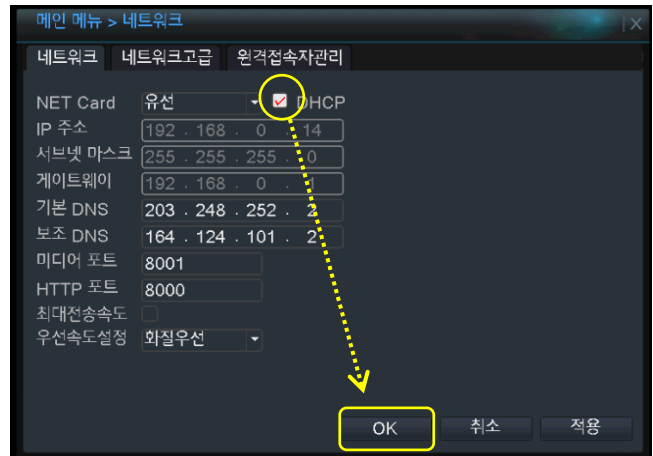 메인 메뉴 > 네트워크
네트워크 네트워크고급 원격접속자관리
NET Card 유선 DHCP
IP 주소 192 . 168 . 0 . 14
서브넷 마스크 255 . 255 . 255 . 0
게이트웨이 192 . 168 . 0 . 1
기본 DNS 203 . 248 . 252 . 2
보조 DNS 164 . 124 . 101 . 2
미디어 포트 8001
HTTP 포트 8000
최대전송속도
우선속도설정 화질우선
OK 취소 적용